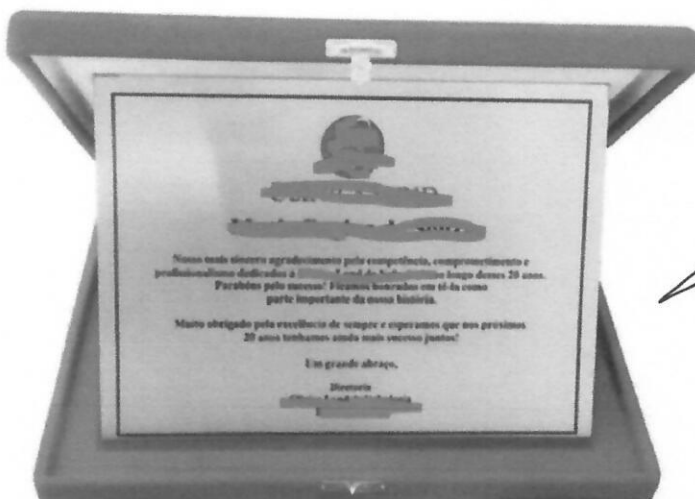 Nosso mais sincero agradecimento pela competência, comprometimento e
profissionalismo dedicados a ao longo desses 20 anos.
Parabéns pelo sucesso! Ficamos honrados em tê-la como
parte importante da nossa história.
Muito obrigado pela excelência de sempre e esperamos que nos próximos
20 anos tenhamos ainda mais sucesso juntos!
Um grande abraço,
Diretoria